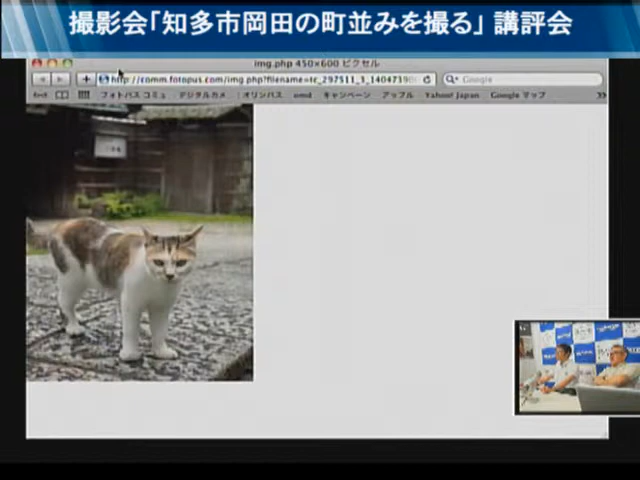 撮影会「知多市岡田の町並みを撮る」講評会
img.php 450×600 ピクセル
http://comm.fotopus.com/img.php?filename=tc_297511_3_1404739
Google
フォトパス コミュ デジタルカメ オリンパス omd キャンペーン アップル Yahoo! Japan Google マップ